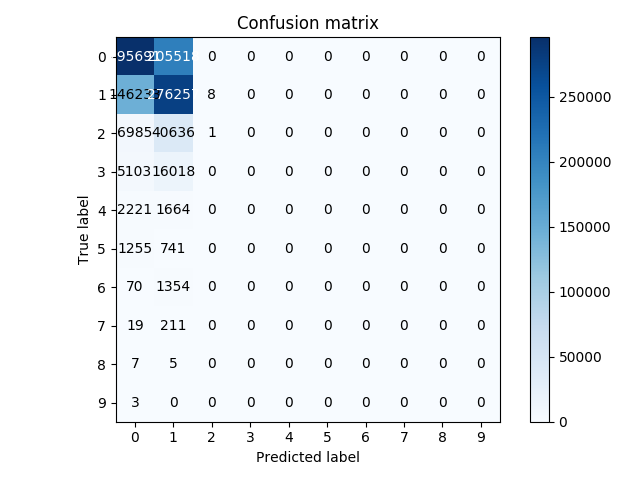 Confusion matrix
0 0 0 0 0 0 0 0 0
1 8 0 0 0 0 0 0 0
2 6985 40636 1 0 0 0 0 0 0 0
3 5103 16018 0 0 0 0 0 0 0 0
4 2221 1664 0 0 0 0 0 0 0 0
5 1255 741 0 0 0 0 0 0 0 0
6 70 1354 0 0 0 0 0 0 0 0
7 19 211 0 0 0 0 0 0 0 0
8 7 5 0 0 0 0 0 0 0 0
9 3 0 0 0 0 0 0 0 0 0
0 1 2 3 4 5 6 7 8 9
True label
Predicted label
250000
200000
150000
100000
50000
0